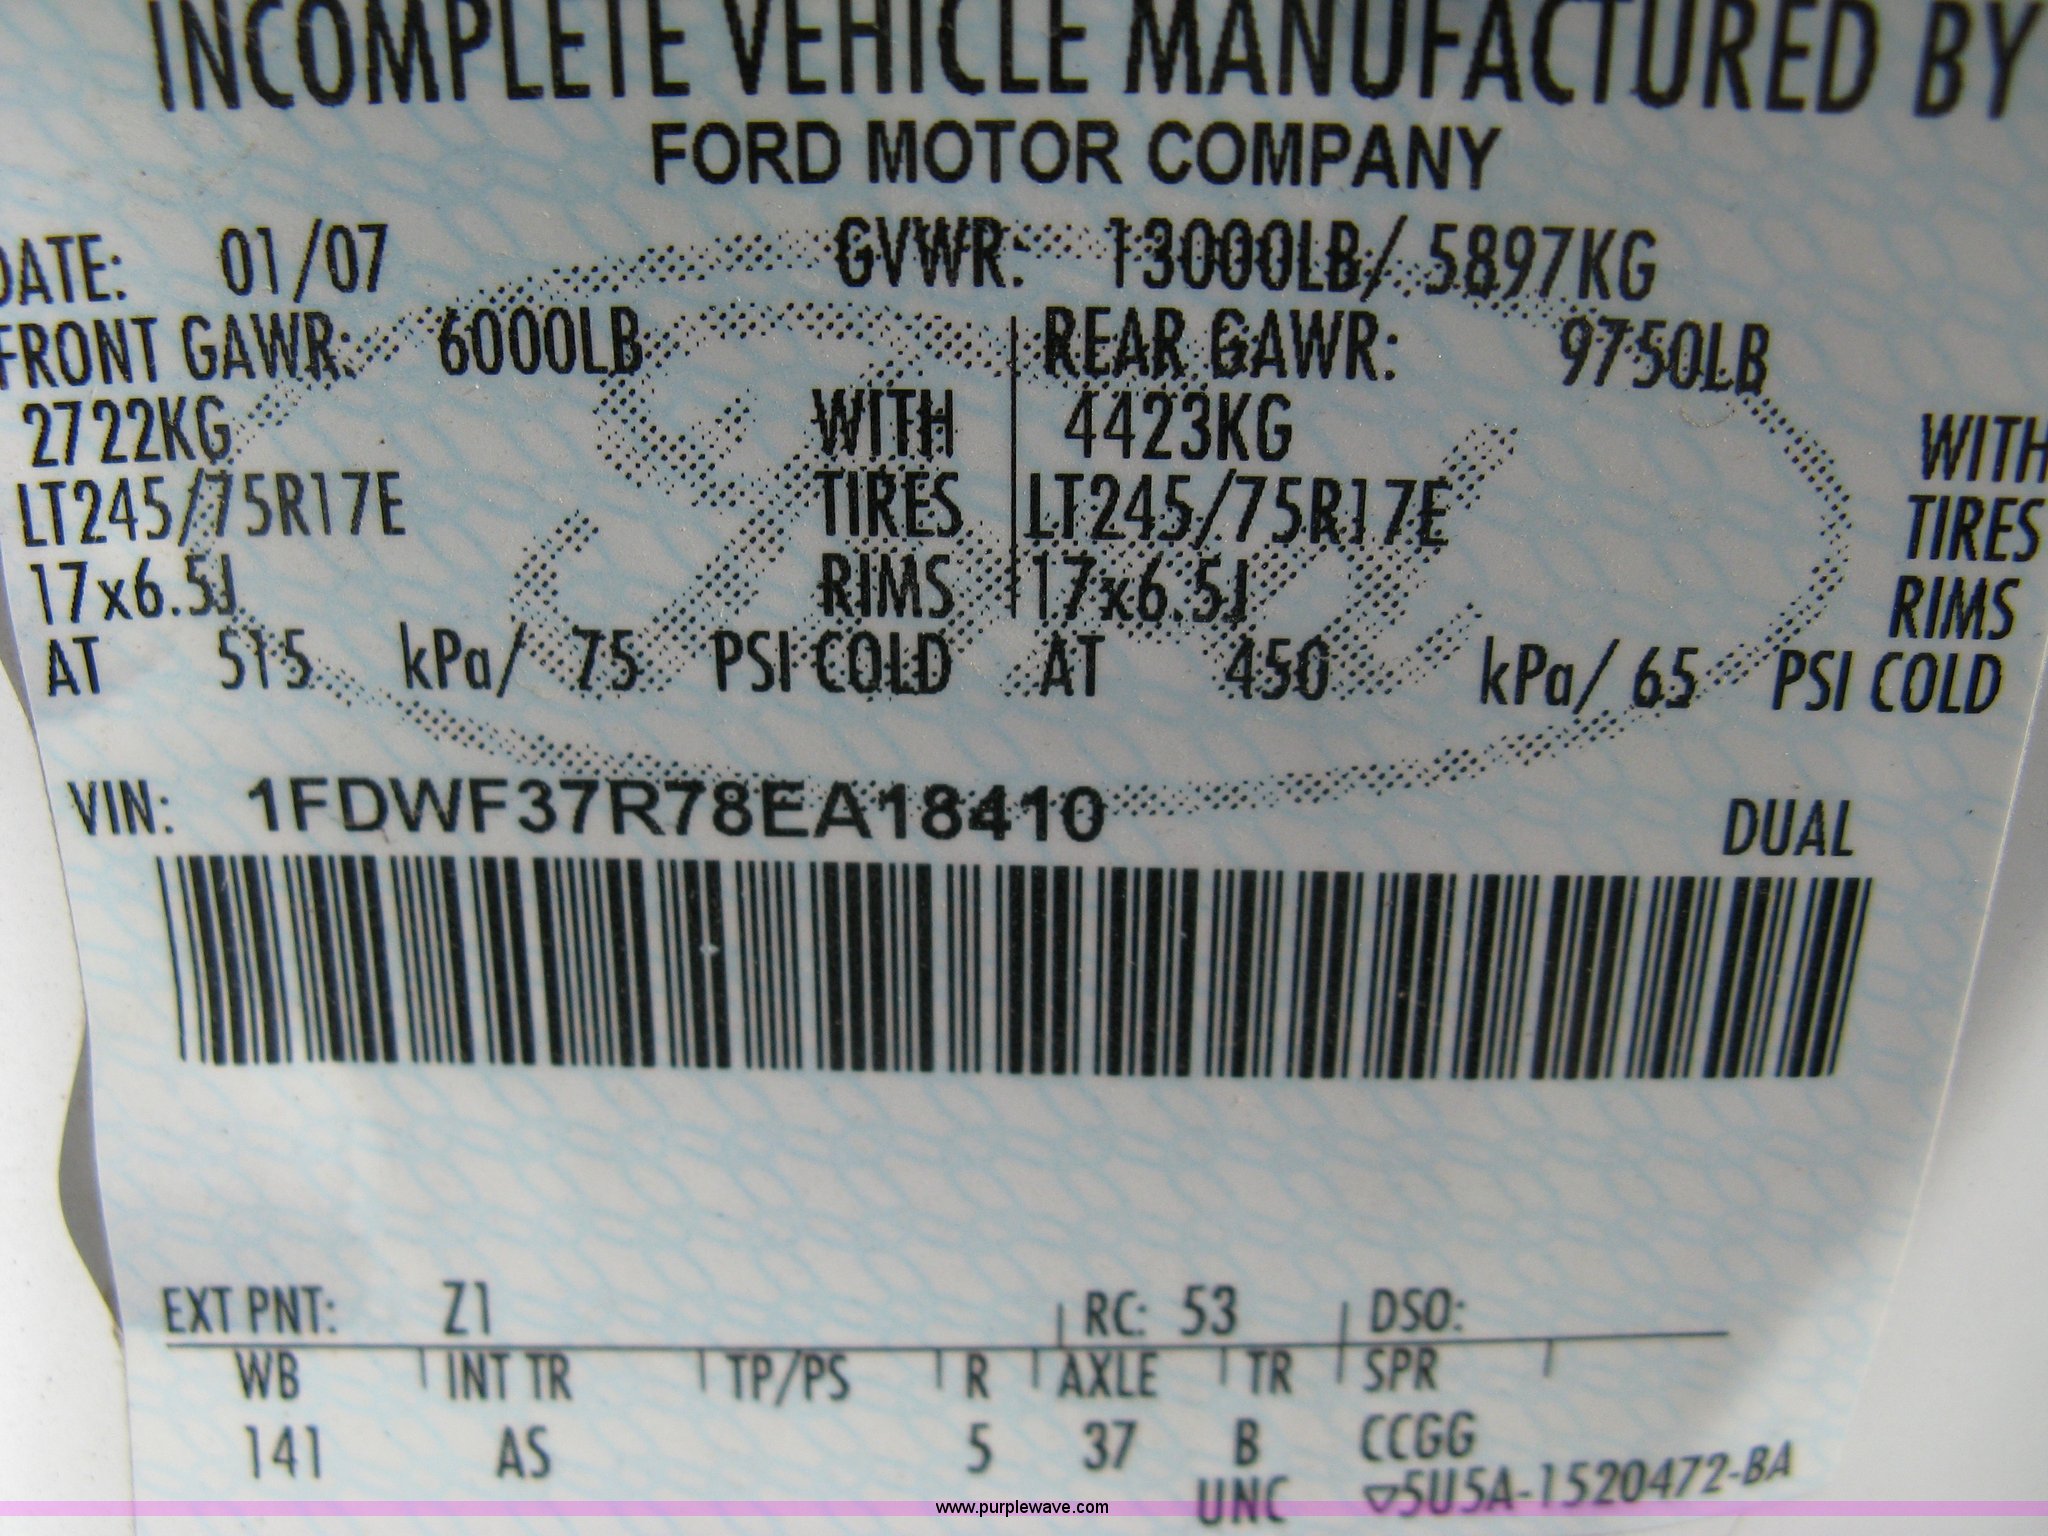 INCOMPLETE VEHICLE MANUFACTURED BY
FORD MOTOR COMPANY
DATE: 01/07 GVWR: 13000LB/ 5897KG
FRONT GAWR: 6000LB REAR GAWR: 9750LB
2722KG WITH 4423KG WITH
LT245/75R17E TIRES LT245/75R17E TIRES
17x6.5J RIMS 17x6.5J RIMS
AT 515 kPa/ 75 PSI COLD AT 450 kPa/ 65 PSI COLD
VIN: 1FDWF37R78EA18410 DUAL
EXT PNT: Z1 RC: 53 DSO:
WB INT TR TP/PS R AXLE TR SPR
141 AS 5 37 B CCGG
UNC ▽5U5A-1520472-BA
www.purplewave.com